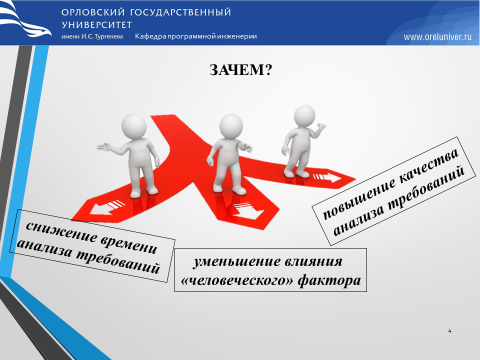 ОРЛОВСКИЙ ГОСУДАРСТВЕННЫЙ
УНИВЕРСИТЕТ
имени И.С. Тургенева Кафедра программной инженерии
www.oreluniver.ru
ЗАЧЕМ?
снижение времени
анализа требований
уменьшение влияния
«человеческого» фактора
повышение качества
анализа требований
4